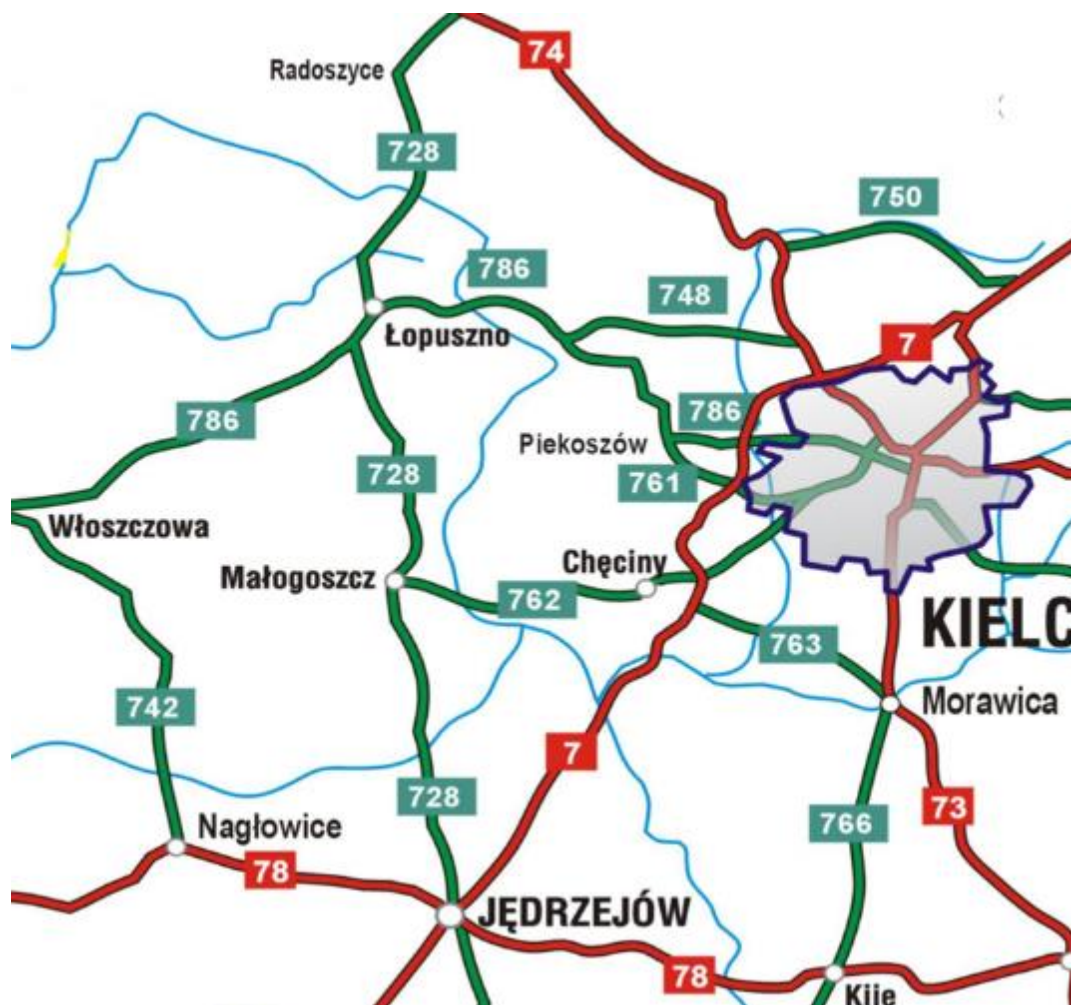 74
Radoszyce
728
750
786
748
Łopuszno
7
786
786
Piekoszów
728
761
Włoszczowa
Chęciny
Małogoszcz
762
KIELC
763
742
Morawica
7
728
73
766
Nagłowice
78
JĘDRZEJÓW
78
Kije